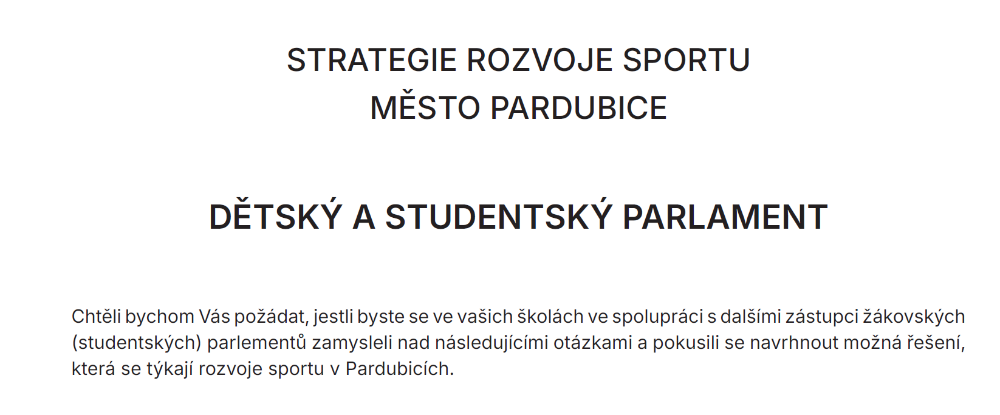 STRATEGIE ROZVOJE SPORTU
MĚSTO PARDUBICE
DĚTSKÝ A STUDENTSKÝ PARLAMENT
Chtěli bychom Vás požádat, jestli byste se ve vašich školách ve spolupráci s dalšími zástupci žákovských
(studentských) parlementů zamysleli nad následujícími otázkami a pokusili se navrhnout možná řešení,
která se týkají rozvoje sportu v Pardubicích.